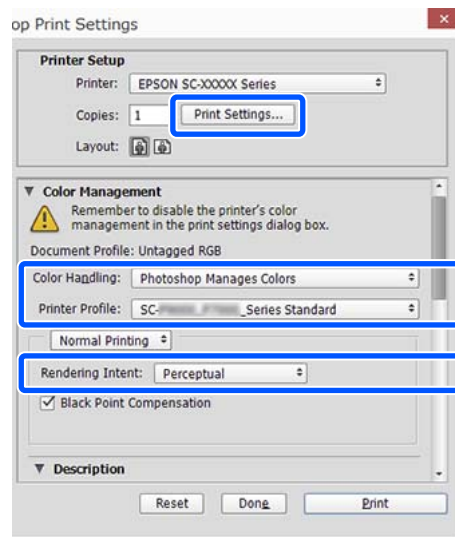 op Print Settings
Printer Setup
Printer: EPSON SC-XXXXX Series
Copies: 1 Print Settings...
Layout:
Color Management
Remember to disable the printer's color
management in the print settings dialog box.
Document Profile: Untagged RGB
Color Handling: Photoshop Manages Colors
Printer Profile: SC- _Series Standard
Normal Printing
Rendering Intent: Perceptual
Black Point Compensation
Description
Reset Done Print